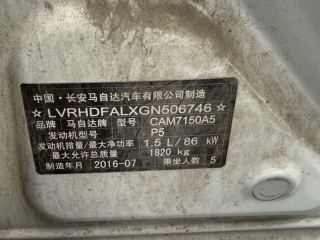 中国·长安马自达汽车有限公司制造
☆LVRHDFALXGN506746☆
品牌 马自达牌 型号 CAM7150A5
发动机型号 P5
发动机排量/功率 1.5 L/86 kW
最大允许总质量 1820 kg
制造年月 2016-07 乘坐人数 5